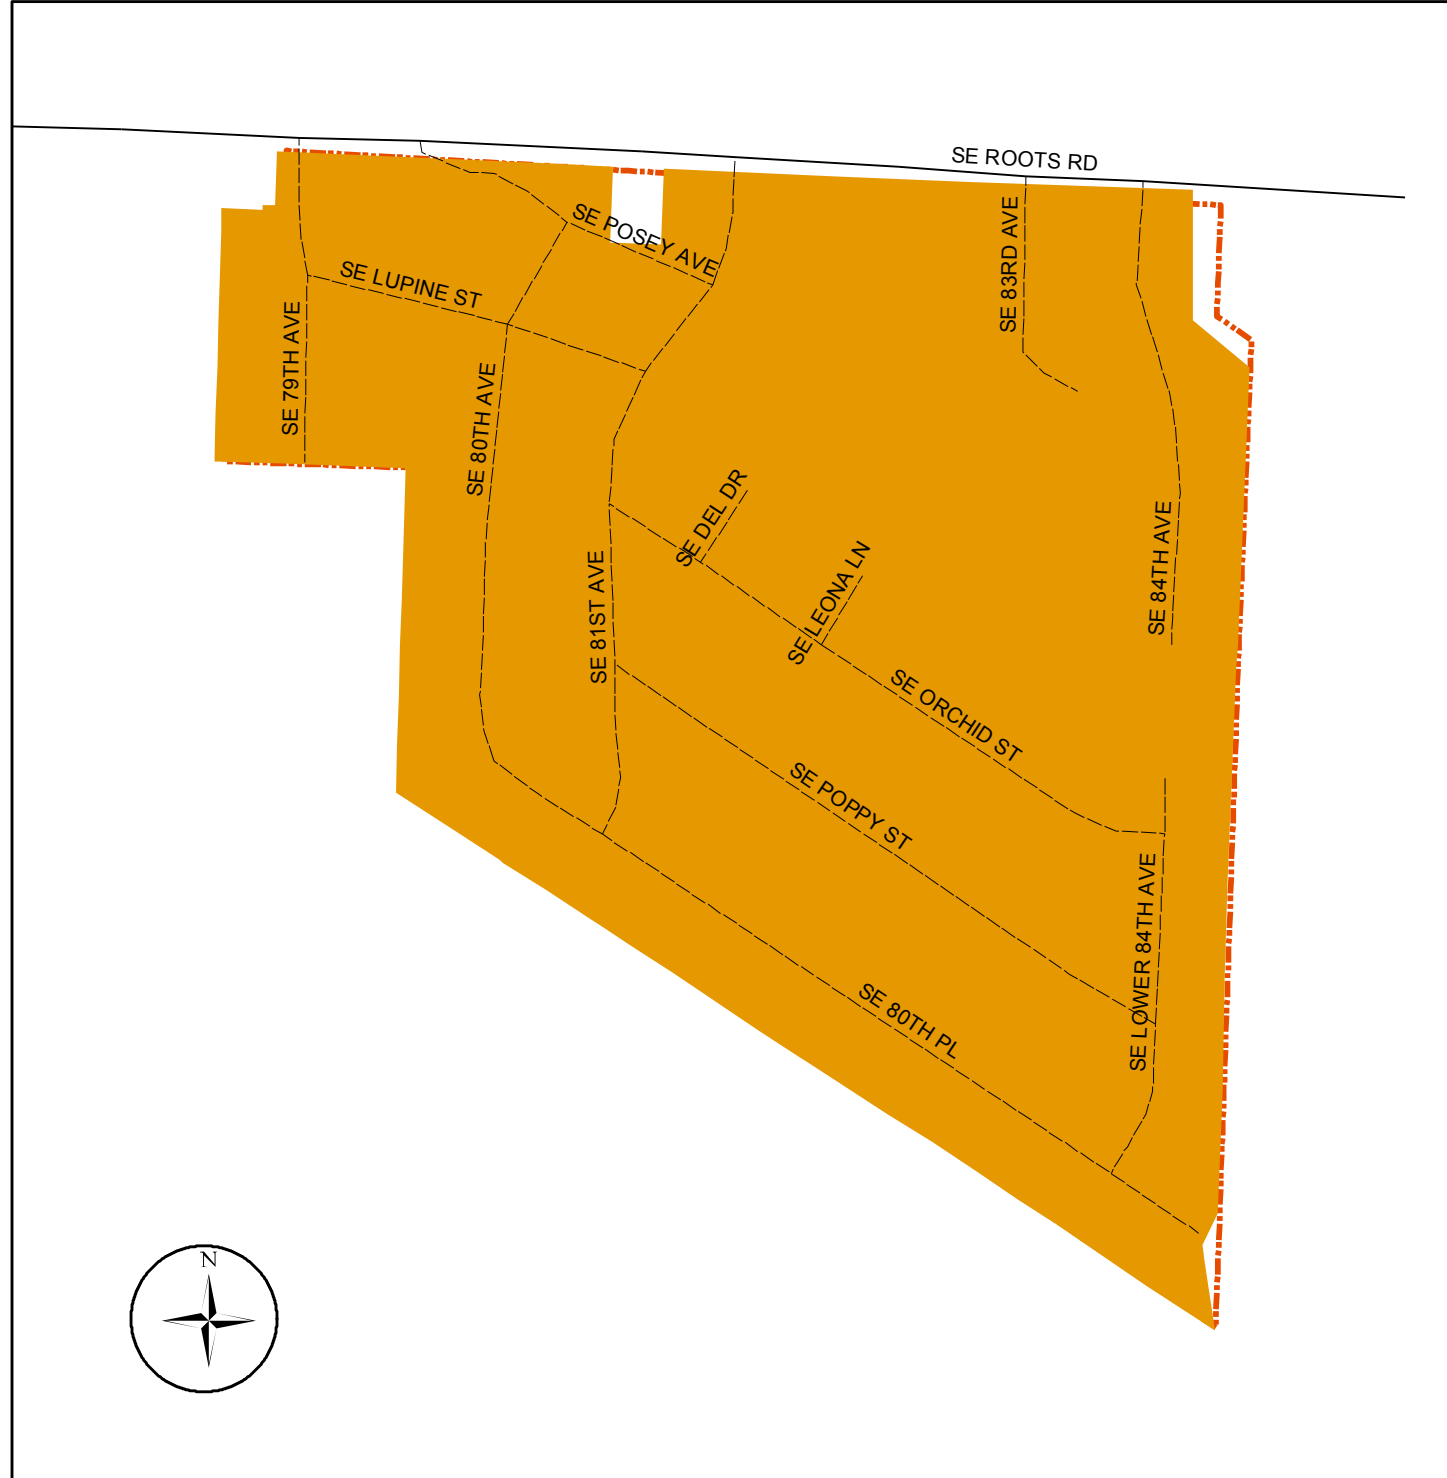 SE ROOTS RD
SE POSEY AVE
SE 83RD AVE
SE LUPINE ST
SE 79TH AVE
SE 80TH AVE
SE DEL DR
SE 84TH AVE
SE LEONA LN
SE 81ST AVE
SE ORCHID ST
SE POPPY ST
SE LOWER 84TH AVE
SE 80TH PL
N